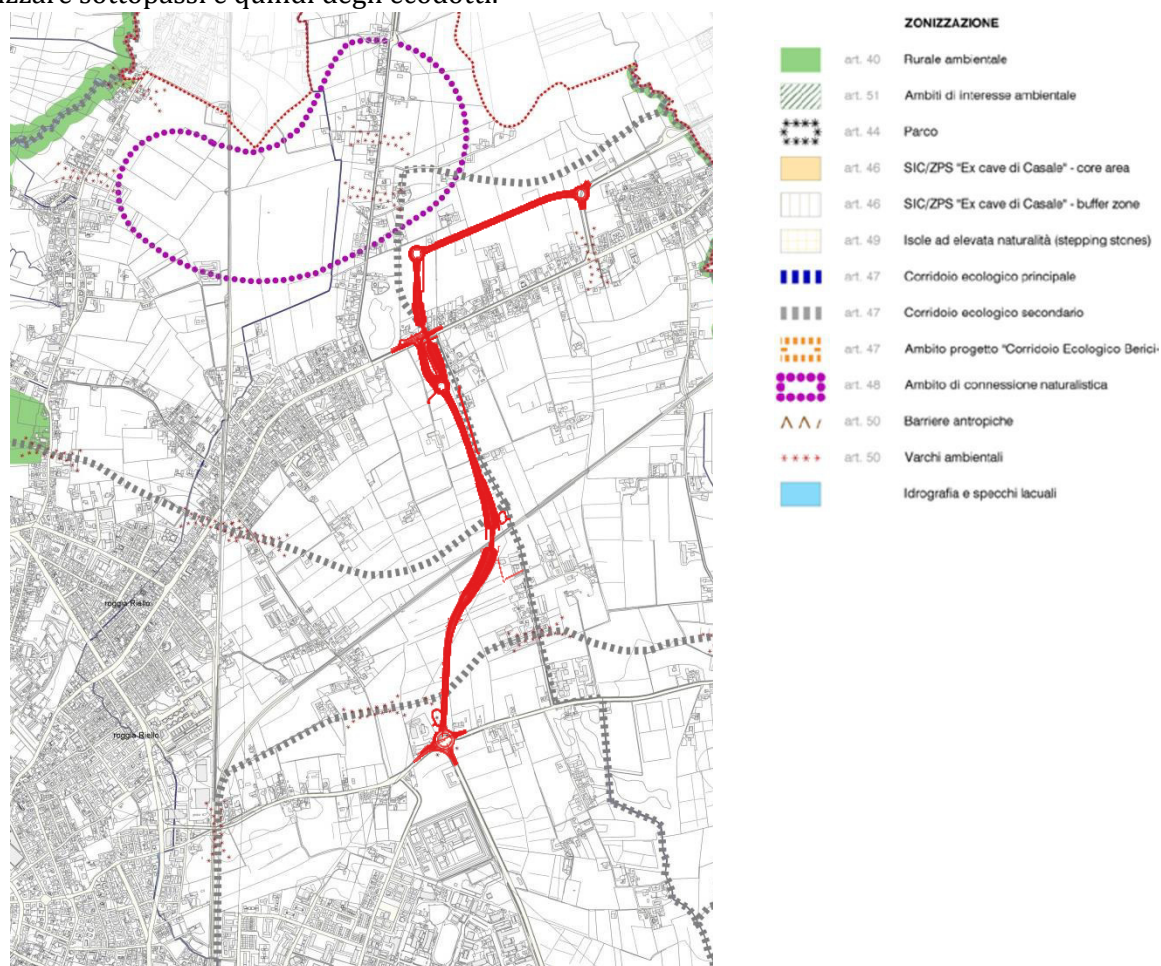 izzare sottopassi e quindi degli ecodotti.
ZONIZZAZIONE
art. 40 Rurale ambientale
art. 51 Ambiti di interesse ambientale
art. 44 Parco
art. 46 SIC/ZPS "Ex cave di Casale" - core area
art. 46 SIC/ZPS "Ex cave di Casale" - buffer zone
art. 49 Isole ad elevata naturalità (stepping stones)
art. 47 Corridoio ecologico principale
art. 47 Corridoio ecologico secondario
art. 47 Ambito progetto "Corridoio Ecologico Berici-
art. 48 Ambito di connessione naturalistica
art. 50 Barriere antropiche
art. 50 Varchi ambientali
Idrografia e specchi lacuali
roggia Riello
roggia Riello